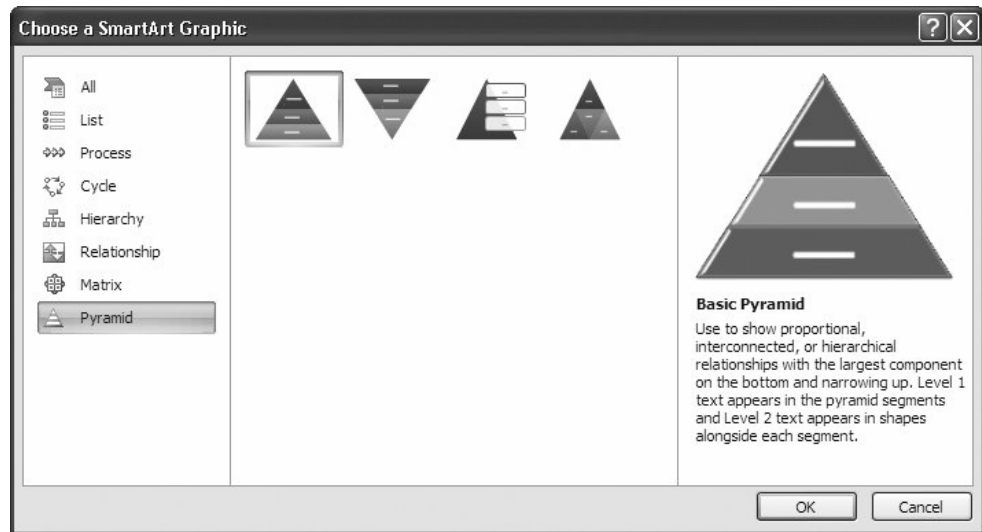 Choose a SmartArt Graphic
All
List
Process
Cycle
Hierarchy
Relationship
Matrix
Pyramid
Basic Pyramid
Use to show proportional,
interconnected, or hierarchical
relationships with the largest component
on the bottom and narrowing up. Level 1
text appears in the pyramid segments
and Level 2 text appears in shapes
alongside each segment.
OK
Cancel